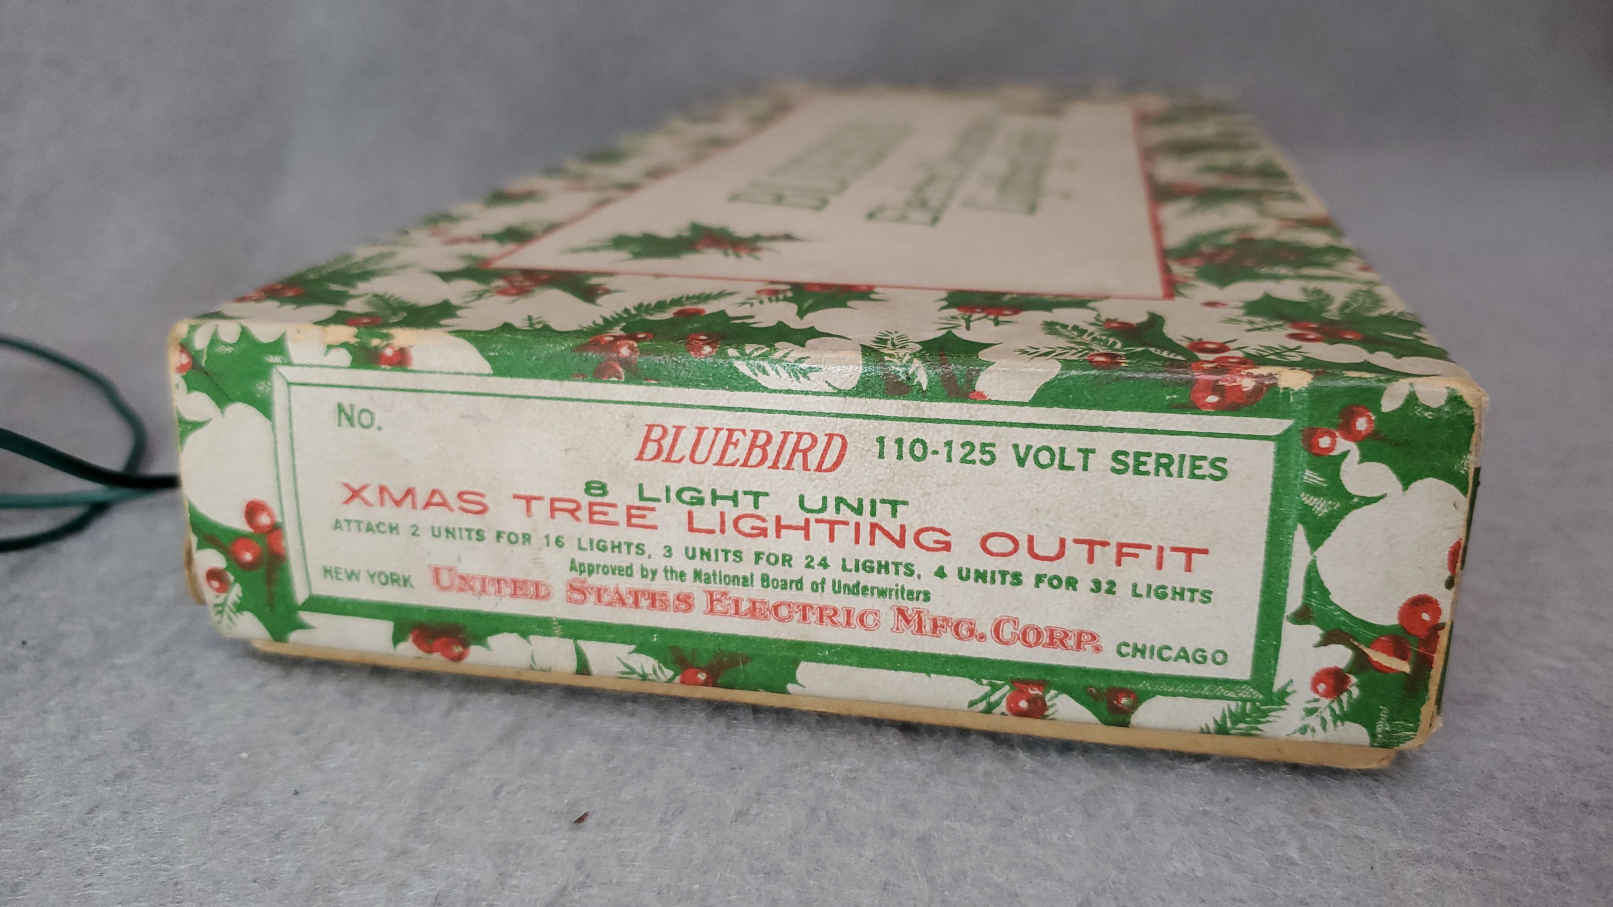 No.
BLUEBIRD 110-125 VOLT SERIES
8 LIGHT UNIT
XMAS TREE LIGHTING OUTFIT
ATTACH 2 UNITS FOR 16 LIGHTS, 3 UNITS FOR 24 LIGHTS, 4 UNITS FOR 32 LIGHTS
Approved by the National Board of Underwriters
NEW YORK UNITED STATES ELECTRIC MFG. CORP. CHICAGO